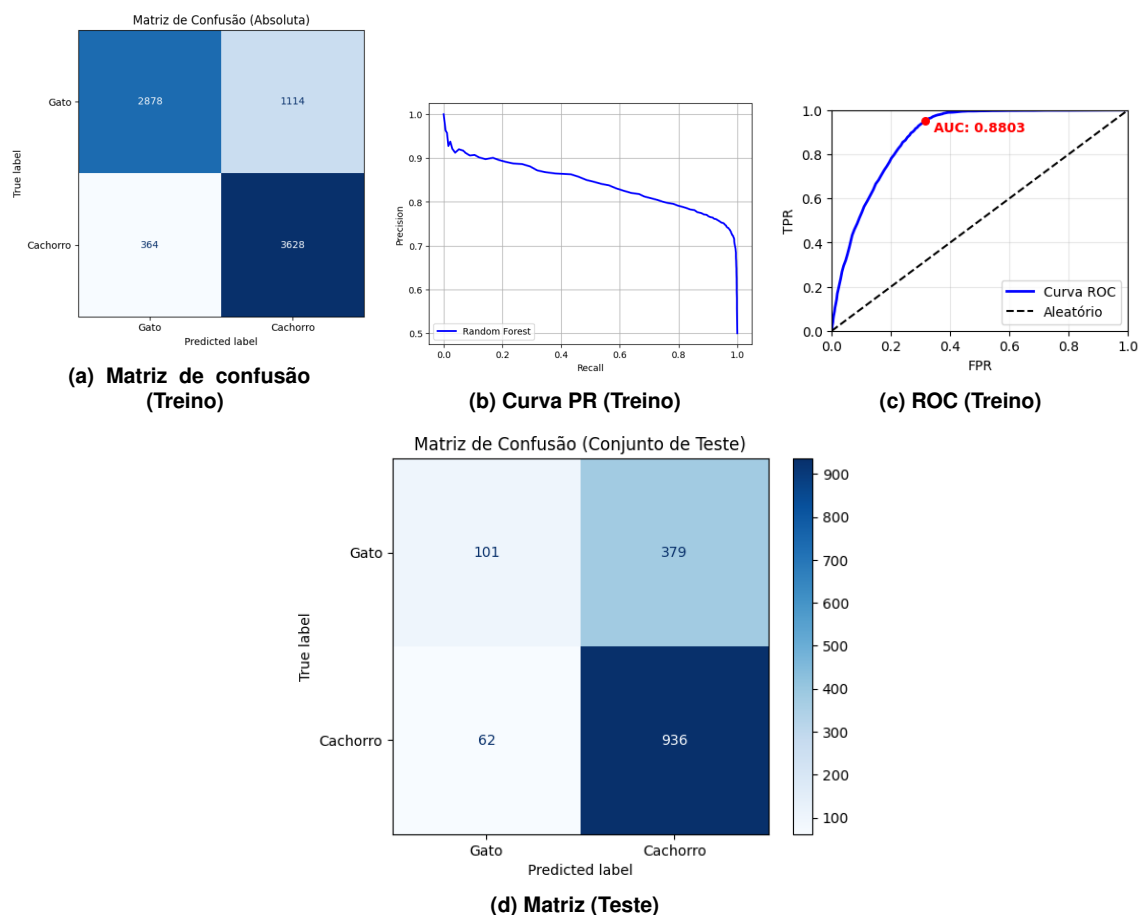 Matriz de Confusão (Absoluta)
True label
Gato
2878
1114
Cachorro
364
3628
Gato
Cachorro
Predicted label
(a) Matriz de confusão
(Treino)
Precision
1.0
0.9
0.8
0.7
0.6
0.5
Random Forest
0.0
0.2
0.4
0.6
0.8
1.0
Recall
(b) Curva PR (Treino)
TPR
1.0
0.8
0.6
0.4
0.2
0.0
AUC: 0.8803
Curva ROC
Aleatório
0.0
0.2
0.4
0.6
0.8
1.0
FPR
(c) ROC (Treino)
Matriz de Confusão (Conjunto de Teste)
True label
Gato
101
379
Cachorro
62
936
Gato
Cachorro
Predicted label
900
800
700
600
500
400
300
200
100
(d) Matriz (Teste)